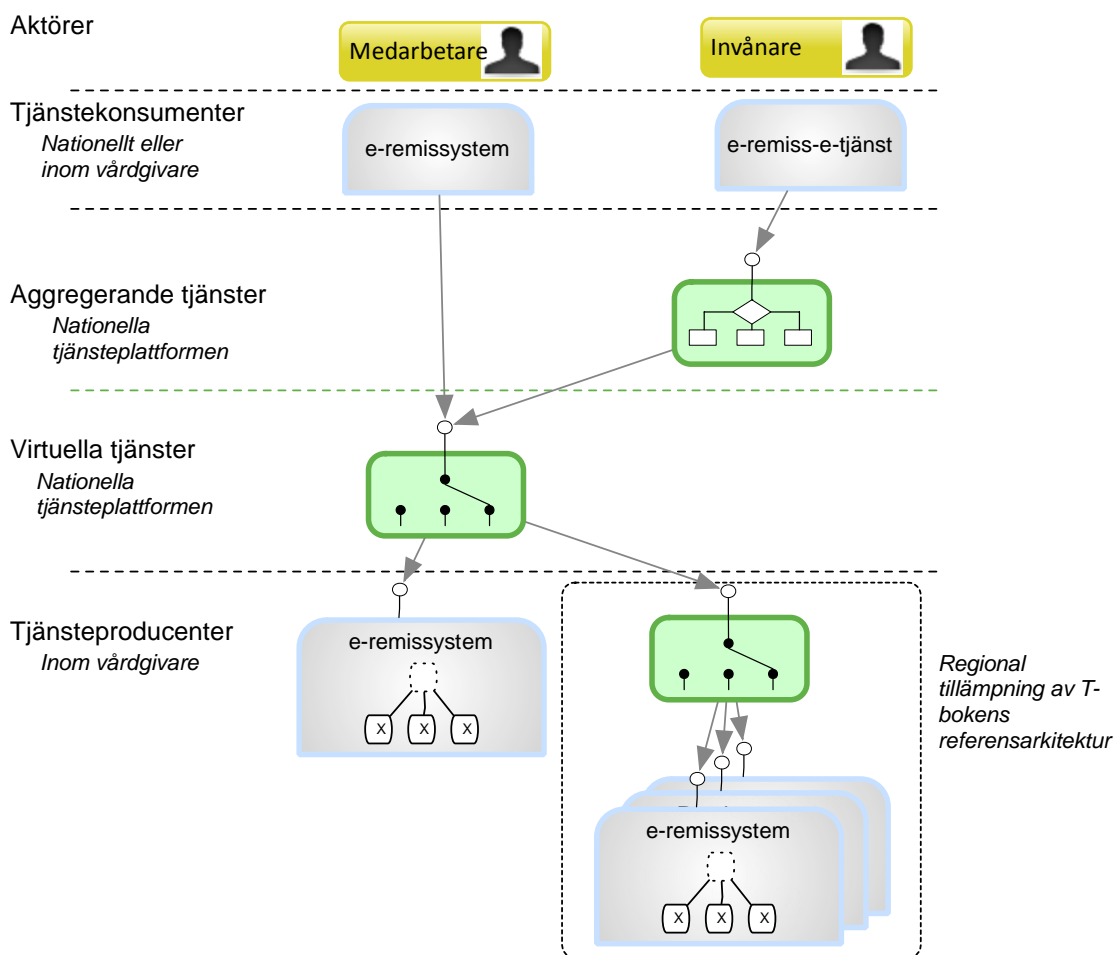 Aktörer
Medarbetare
Invånare
Tjänstekonsumenter
Nationellt eller
inom vårdgivare
e-remissystem
e-remiss-e-tjänst
Aggregerande tjänster
Nationella
tjänsteplattformen
Virtuella tjänster
Nationella
tjänsteplattformen
Tjänsteproducenter
Inom vårdgivare
e-remissystem
X X X
Regional
tillämpning av T-
bokens
referensarkitektur
e-remissystem
X X X